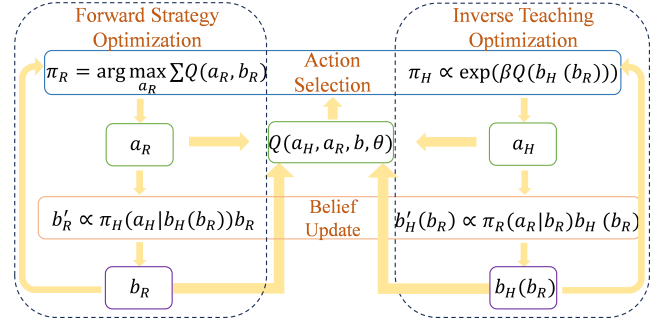 Forward Strategy
Optimization
Inverse Teaching
Optimization
π_R = arg max_{a_R} ∑Q(a_R, b_R)
Action
Selection
π_H ∝ exp(βQ(b_H (b_R)))
a_R
Q(a_H, a_R, b, θ)
a_H
b′_R ∝ π_H(a_H|b_H(b_R))b_R
Belief
Update
b′_H(b_R) ∝ π_R(a_R|b_R)b_H (b_R)
b_R
b_H(b_R)